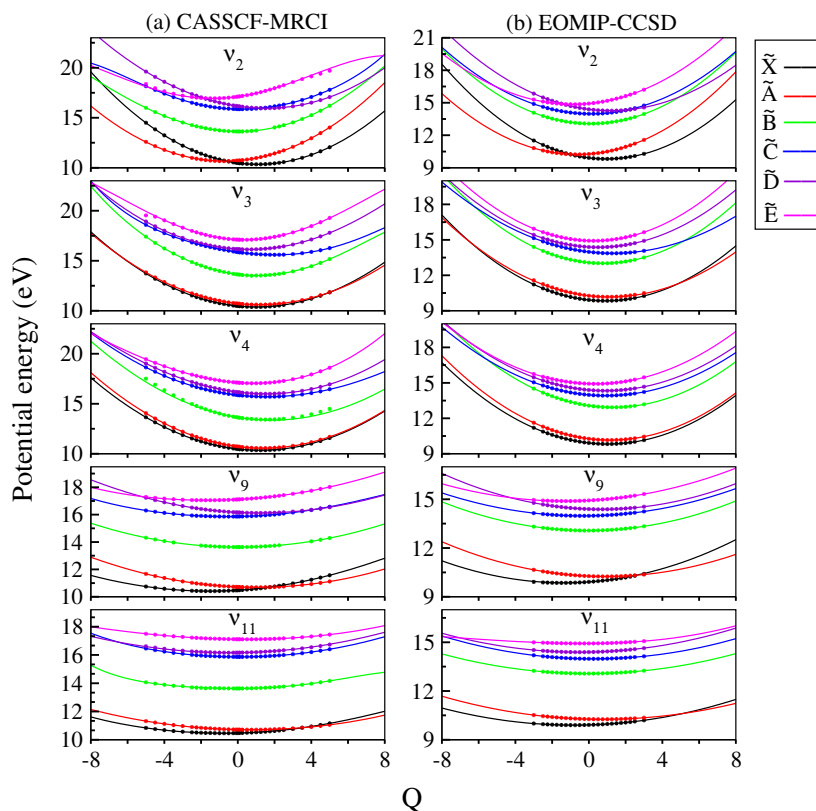 (a) CASSCF-MRCI (b) EOMIP-CCSD
ν2 ν2
20
15
10
21
18
15
12
9
X̃
Ã
B̃
C̃
D̃
Ẽ
ν3 ν3
20
15
10
18
15
12
9
Potential energy (eV)
ν4 ν4
20
15
10
18
15
12
9
ν9 ν9
18
16
14
12
10
15
12
9
ν11 ν11
18
16
14
12
10
15
12
9
-8 -4 0 4 8 -4 0 4 8
Q